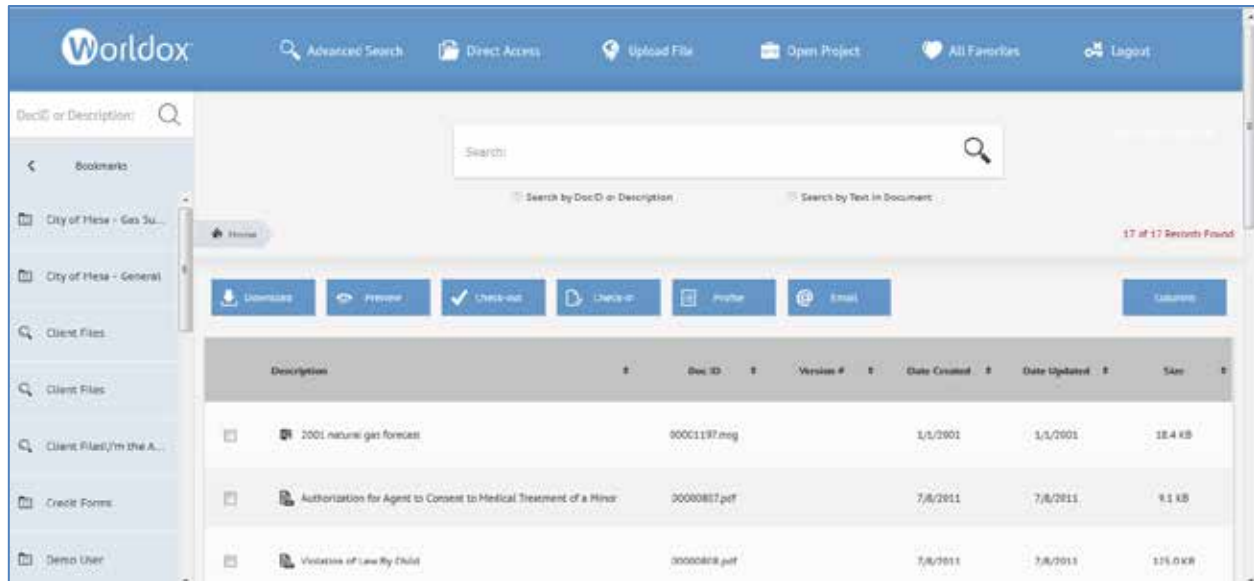 Worldox
Advanced Search
Direct Access
Upload File
Open Project
All Favorites
Logout
DocID or Description:
Search:
Bookmarks
Search by DocID or Description
Search by Text in Document
City of Mesa - Gas Su...
Home
17 of 17 Records Found
City of Mesa - General
Download
Preview
Check-out
Check-in
Profile
Email
Columns
Client Files
Description
Doc ID
Version #
Date Created
Date Updated
Size
Client Files
2001 natural gas forecast
00001197.msg
1/1/2001
1/1/2001
18.4 KB
Client Files\I'm the A...
Authorization for Agent to Consent to Medical Treatment of a Minor
00000807.pdf
7/8/2011
7/8/2011
9.1 KB
Credit Forms
Demo User
Violation of Law By Child
00000808.pdf
7/8/2011
7/8/2011
125.0 KB